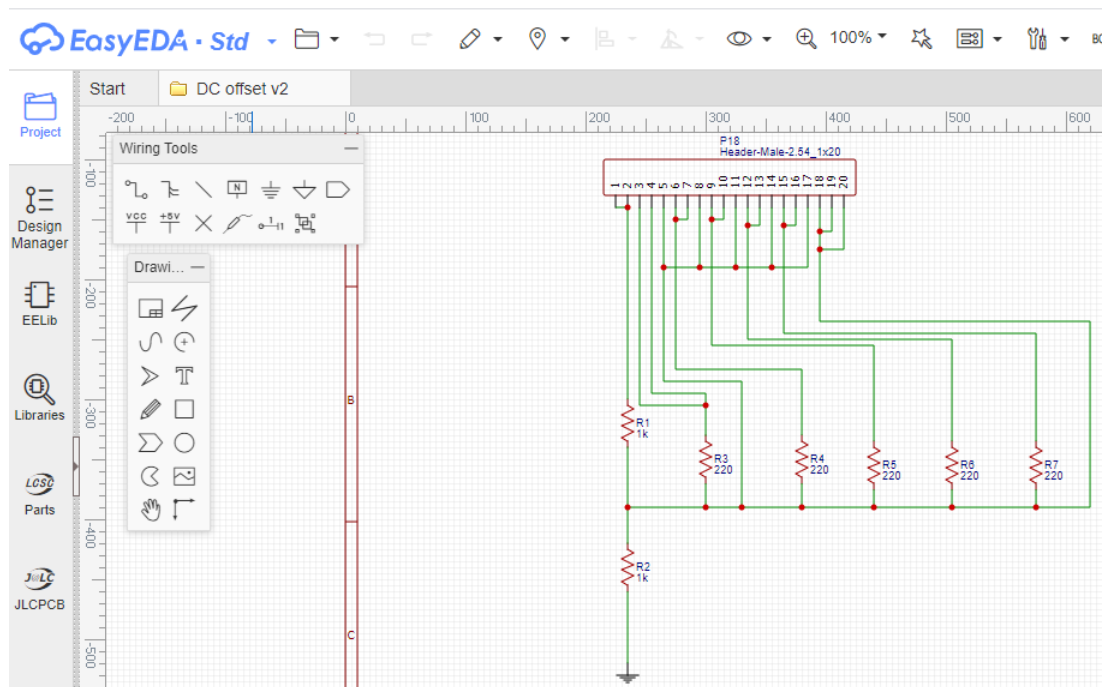 EasyEDA · Std
100%
BO
Start
DC offset v2
Project
-200
-100
0
100
200
300
400
500
600
Wiring Tools
N
VCC
+5V
Drawi...
T
Design
Manager
EELib
Libraries
LCSC
Parts
J@LC
JLCPCB
-100
-200
-300
-400
-500
B
C
P18
Header-Male-2.54_1x20
1 2 3 4 5 6 7 8 9 10 11 12 13 14 15 16 17 18 19 20
R1
1k
R3
220
R4
220
R5
220
R6
220
R7
220
R2
1k